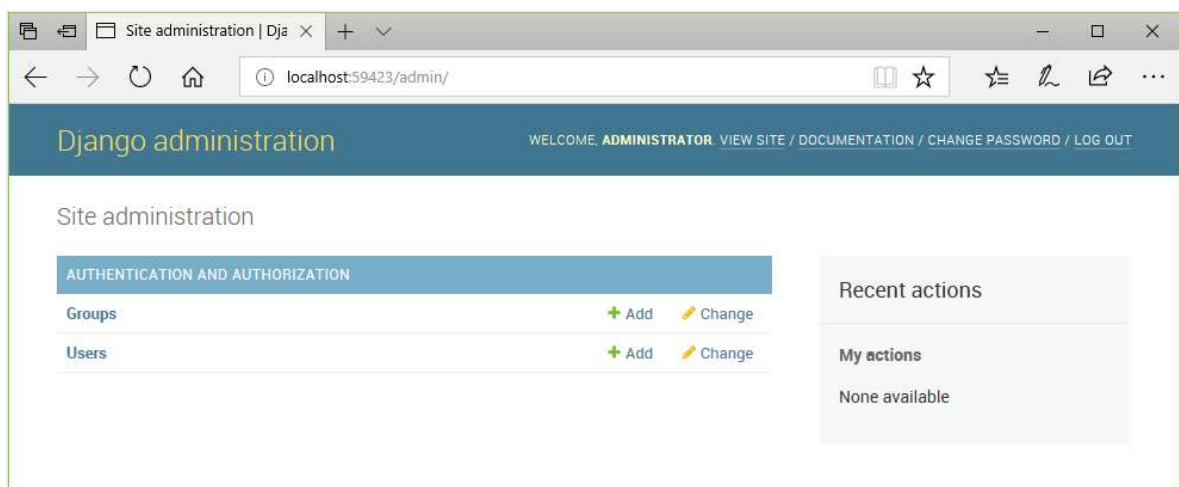 Site administration | Dja
localhost:59423/admin/
Django administration
WELCOME, ADMINISTRATOR. VIEW SITE / DOCUMENTATION / CHANGE PASSWORD / LOG OUT
Site administration
AUTHENTICATION AND AUTHORIZATION
Groups + Add Change
Users + Add Change
Recent actions
My actions
None available